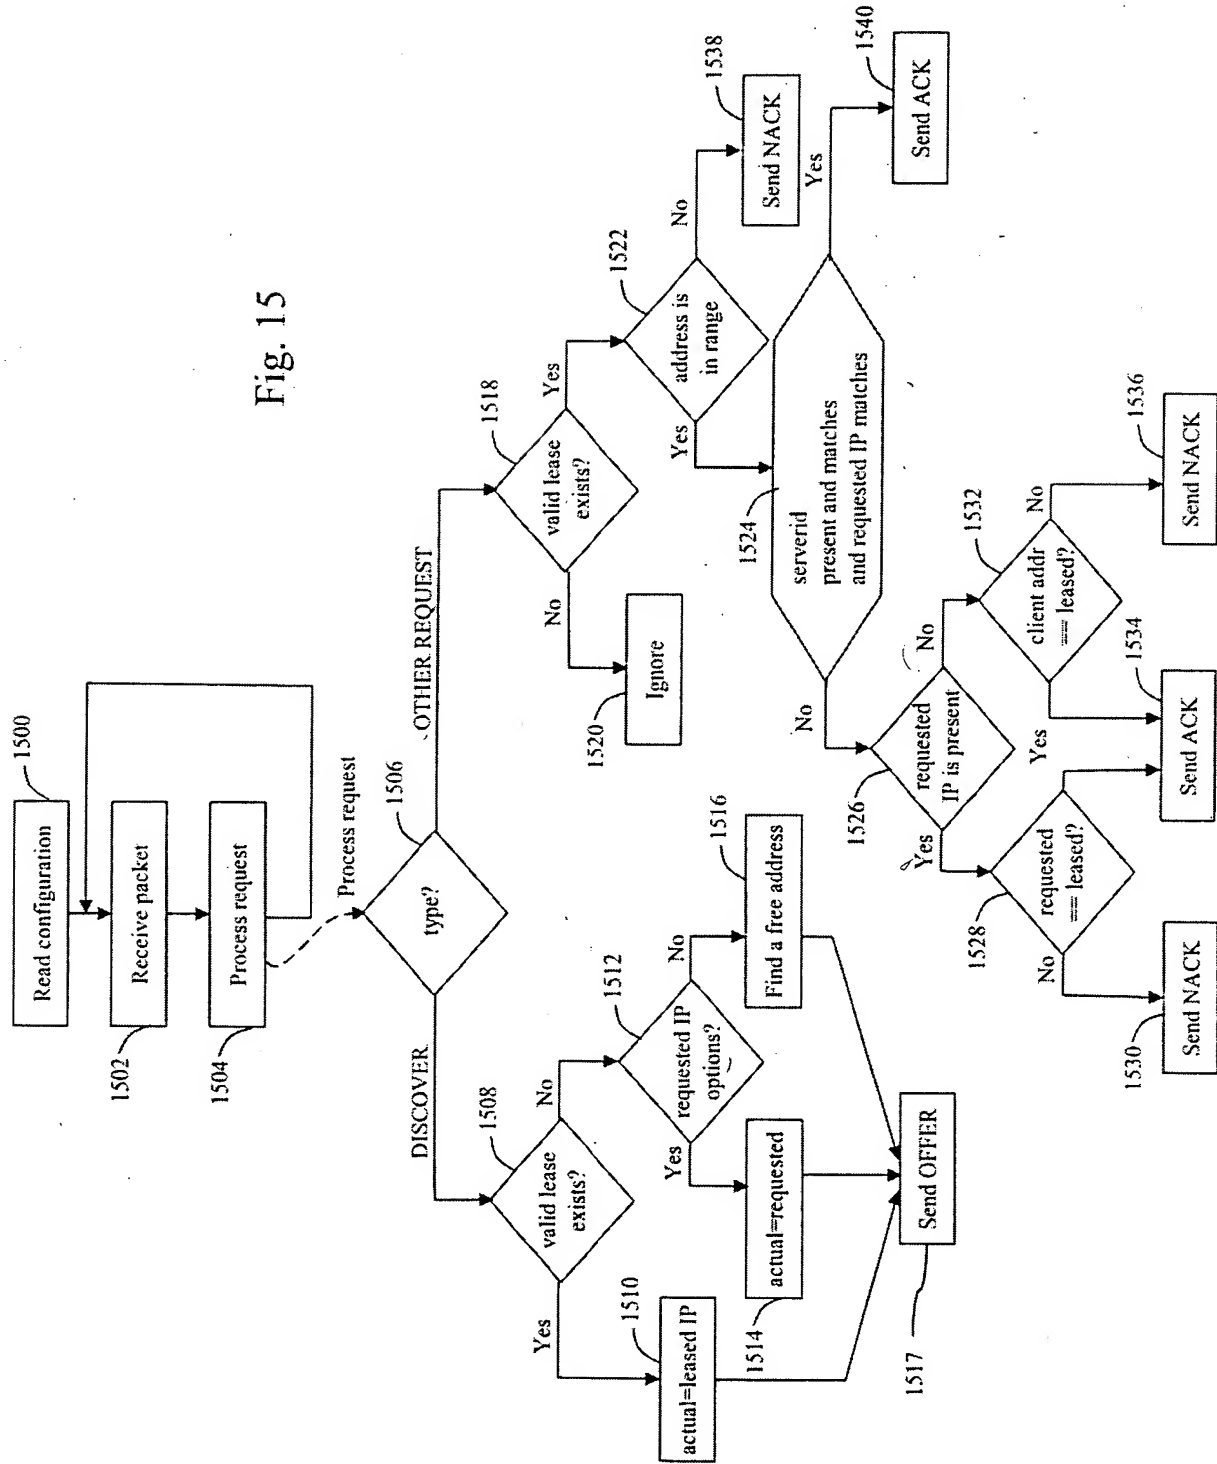 Fig. 15
Read configuration
1500
Receive packet
1502
Process request
1504
Process request
type?
1506
DISCOVER
OTHER REQUEST
valid lease
exists?
1508
Yes
No
actual=leased IP
1510
requested IP
options?
1512
Yes
No
actual=requested
1514
Find a free address
1516
Send OFFER
1517
valid lease
exists?
1518
No
Yes
Ignore
1520
address is
in range
1522
Yes
No
Send NACK
1538
serverid
present and matches
and requested IP matches
1524
No
Yes
Send ACK
1540
requested
IP is present
1526
Yes
No
requested
== leased?
1528
No
Yes
client addr
== leased?
1532
No
Send NACK
1530
Send ACK
1534
Send NACK
1536